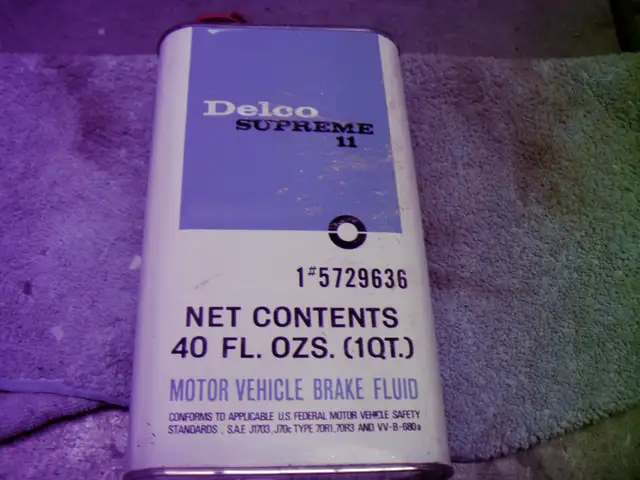 Delco
SUPREME
11
1#5729636
NET CONTENTS
40 FL. OZS. (1QT.)
MOTOR VEHICLE BRAKE FLUID
CONFORMS TO APPLICABLE U.S. FEDERAL MOTOR VEHICLE SAFETY
STANDARDS, S.A.E J1703, J70c TYPE 70R1, 70R3 AND VV-B-680a